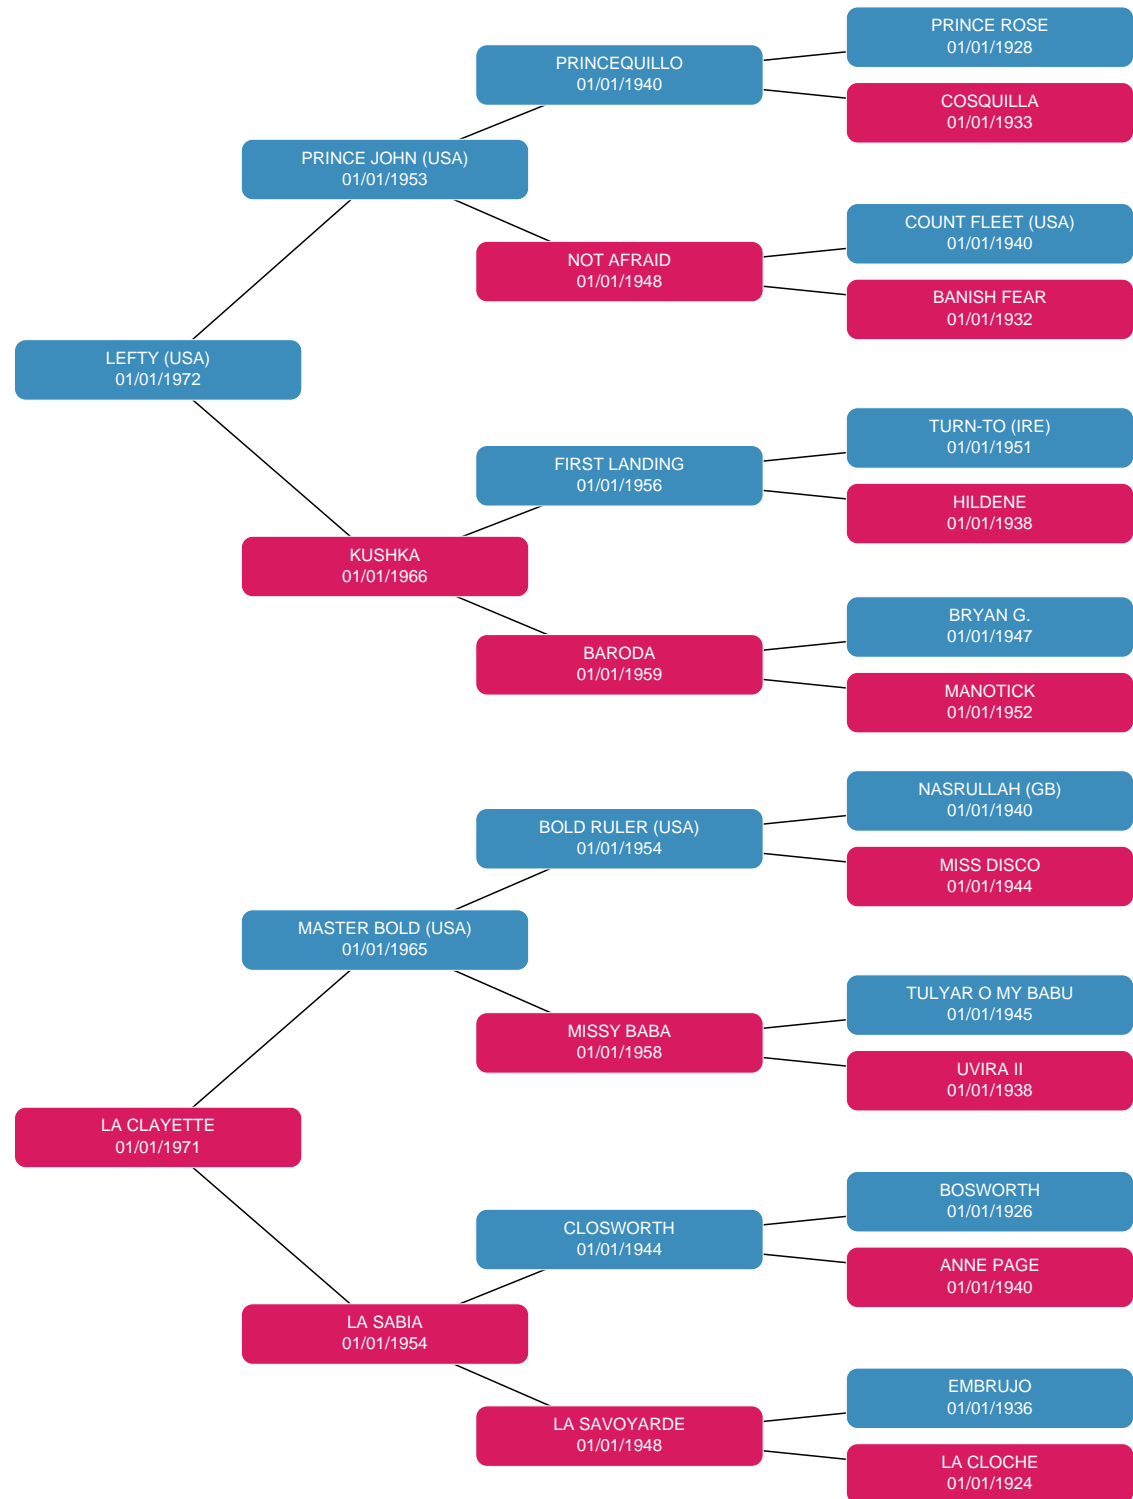 PRINCE ROSE
01/01/1928
PRINCEQUILLO
01/01/1940
COSQUILLA
01/01/1933
PRINCE JOHN (USA)
01/01/1953
COUNT FLEET (USA)
01/01/1940
NOT AFRAID
01/01/1948
BANISH FEAR
01/01/1932
LEFTY (USA)
01/01/1972
TURN-TO (IRE)
01/01/1951
FIRST LANDING
01/01/1956
HILDENE
01/01/1938
KUSHKA
01/01/1966
BRYAN G.
01/01/1947
BARODA
01/01/1959
MANOTICK
01/01/1952
NASRULLAH (GB)
01/01/1940
BOLD RULER (USA)
01/01/1954
MISS DISCO
01/01/1944
MASTER BOLD (USA)
01/01/1965
TULYAR O MY BABU
01/01/1945
MISSY BABA
01/01/1958
UVIRA II
01/01/1938
LA CLAYETTE
01/01/1971
BOSWORTH
01/01/1926
CLOSWORTH
01/01/1944
ANNE PAGE
01/01/1940
LA SABIA
01/01/1954
EMBRUJO
01/01/1936
LA SAVOYARDE
01/01/1948
LA CLOCHE
01/01/1924